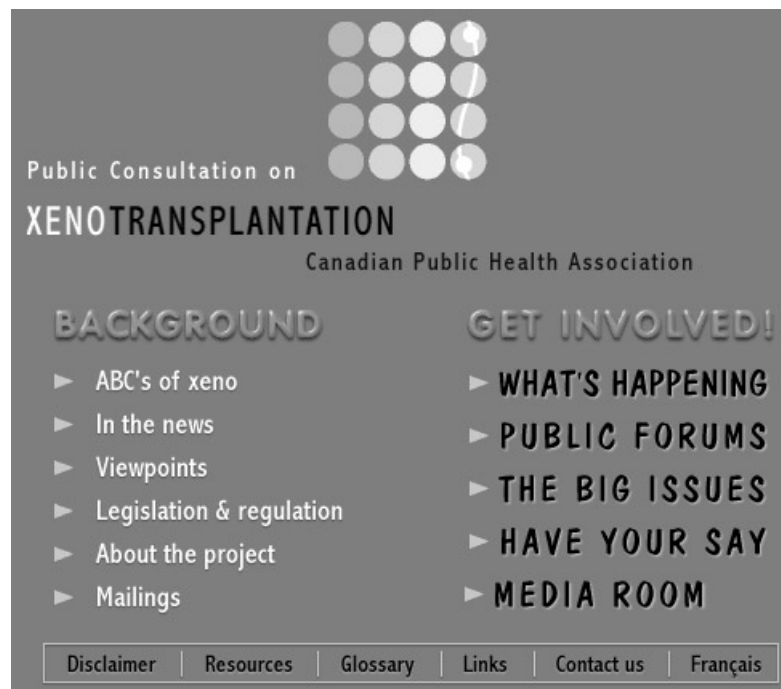 Public Consultation on
XENOTRANSPLANTATION
Canadian Public Health Association
BACKGROUND
ABC's of xeno
In the news
Viewpoints
Legislation & regulation
About the project
Mailings
GET INVOLVED!
WHAT'S HAPPENING
PUBLIC FORUMS
THE BIG ISSUES
HAVE YOUR SAY
MEDIA ROOM
Disclaimer | Resources | Glossary | Links | Contact us | Français